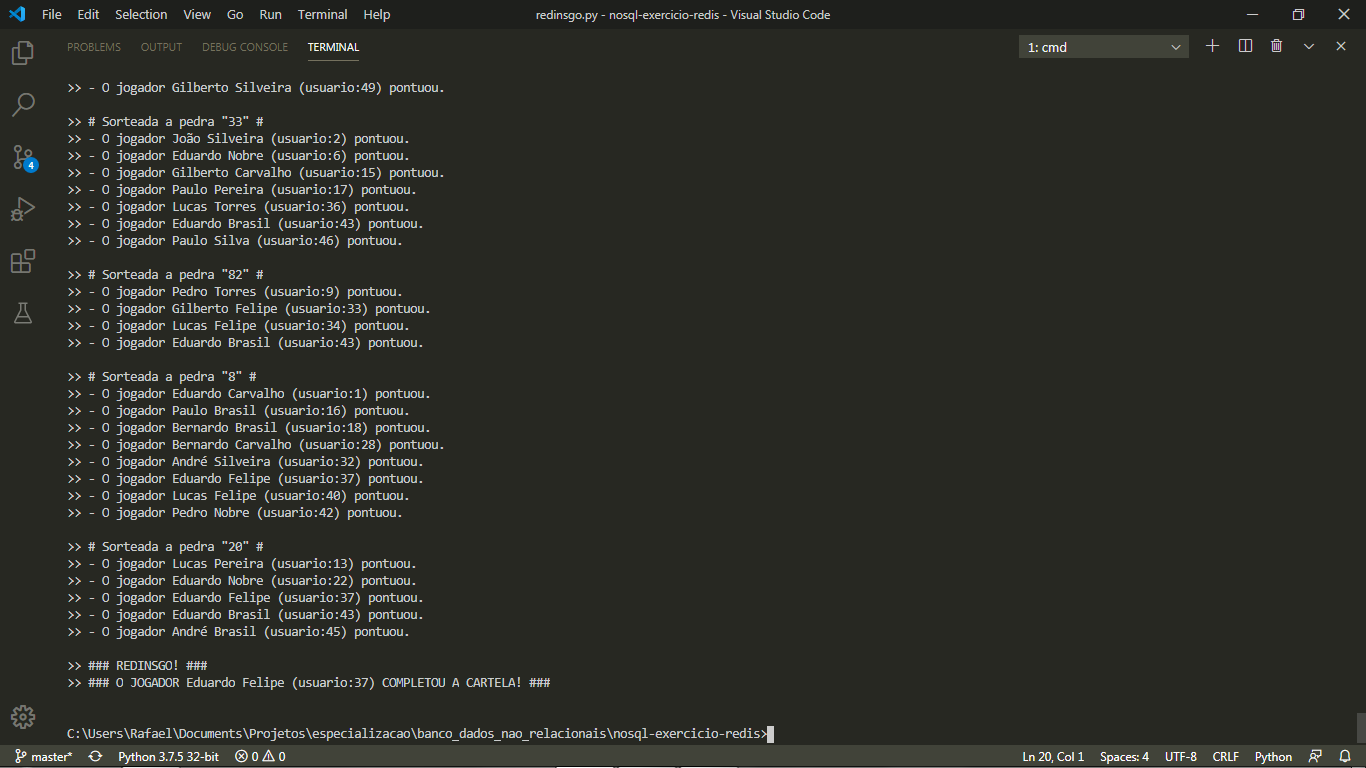 File Edit Selection View Go Run Terminal Help redinsgo.py - nosql-exercicio-redis - Visual Studio Code
PROBLEMS OUTPUT DEBUG CONSOLE TERMINAL 1: cmd
>> - O jogador Gilberto Silveira (usuario:49) pontuou.
>> # Sorteada a pedra "33" #
>> - O jogador João Silveira (usuario:2) pontuou.
>> - O jogador Eduardo Nobre (usuario:6) pontuou.
>> - O jogador Gilberto Carvalho (usuario:15) pontuou.
>> - O jogador Paulo Pereira (usuario:17) pontuou.
>> - O jogador Lucas Torres (usuario:36) pontuou.
>> - O jogador Eduardo Brasil (usuario:43) pontuou.
>> - O jogador Paulo Silva (usuario:46) pontuou.
>> # Sorteada a pedra "82" #
>> - O jogador Pedro Torres (usuario:9) pontuou.
>> - O jogador Gilberto Felipe (usuario:33) pontuou.
>> - O jogador Lucas Felipe (usuario:34) pontuou.
>> - O jogador Eduardo Brasil (usuario:43) pontuou.
>> # Sorteada a pedra "8" #
>> - O jogador Eduardo Carvalho (usuario:1) pontuou.
>> - O jogador Paulo Brasil (usuario:16) pontuou.
>> - O jogador Bernardo Brasil (usuario:18) pontuou.
>> - O jogador Bernardo Carvalho (usuario:28) pontuou.
>> - O jogador André Silveira (usuario:32) pontuou.
>> - O jogador Eduardo Felipe (usuario:37) pontuou.
>> - O jogador Lucas Felipe (usuario:40) pontuou.
>> - O jogador Pedro Nobre (usuario:42) pontuou.
>> # Sorteada a pedra "20" #
>> - O jogador Lucas Pereira (usuario:13) pontuou.
>> - O jogador Eduardo Nobre (usuario:22) pontuou.
>> - O jogador Eduardo Felipe (usuario:37) pontuou.
>> - O jogador Eduardo Brasil (usuario:43) pontuou.
>> - O jogador André Brasil (usuario:45) pontuou.
>> ### REDINSGO! ###
>> ### O JOGADOR Eduardo Felipe (usuario:37) COMPLETOU A CARTELA! ###
C:\Users\Rafael\Documents\Projetos\especializacao\banco_dados_nao_relacionais\nosql-exercicio-redis>
4
master* Python 3.7.5 32-bit 0 0 Ln 20, Col 1 Spaces: 4 UTF-8 CRLF Python